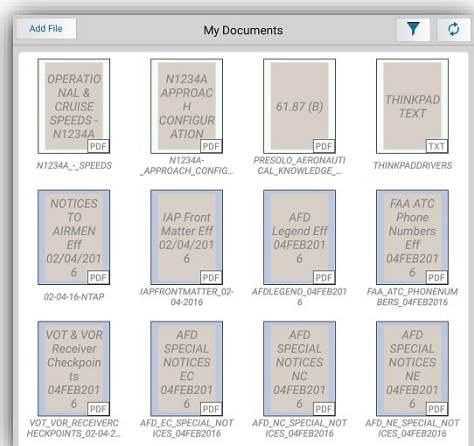 Add File
My Documents
OPERATIO
NAL &
CRUISE
SPEEDS -
N1234A
PDF
N1234A_-_SPEEDS
N1234A
APPROAC
H
CONFIGUR
ATION
PDF
N1234A-
_APPROACH_CONFIG...
61.87 (B)
PDF
PRESOLO_AERONAUTI
CAL_KNOWLEDGE_...
THINKPAD
TEXT
TXT
THINKPADDRIVERS
NOTICES
TO
AIRMEN
Eff
02/04/201
6
PDF
02-04-16-NTAP
IAP Front
Matter Eff
02/04/201
6
PDF
IAPFRONTMATTER_02-
04-2016
AFD
Legend Eff
04FEB201
6
PDF
AFDLEGEND_04FEB201
6
FAA ATC
Phone
Numbers
Eff
04FEB201
6
PDF
FAA_ATC_PHONENUM
BERS_04FEB2016
VOT & VOR
Receiver
Checkpoin
ts
04FEB201
6
PDF
VOT_VOR_RECEIVERC
HECKPOINTS_02-04-2...
AFD
SPECIAL
NOTICES
EC
04FEB201
6
PDF
AFD_EC_SPECIAL_NOT
ICES_04FEB2016
AFD
SPECIAL
NOTICES
NC
04FEB201
6
PDF
AFD_NC_SPECIAL_NOT
ICES_04FEB2016
AFD
SPECIAL
NOTICES
NE
04FEB201
6
PDF
AFD_NE_SPECIAL_NOT
ICES_04FEB2016